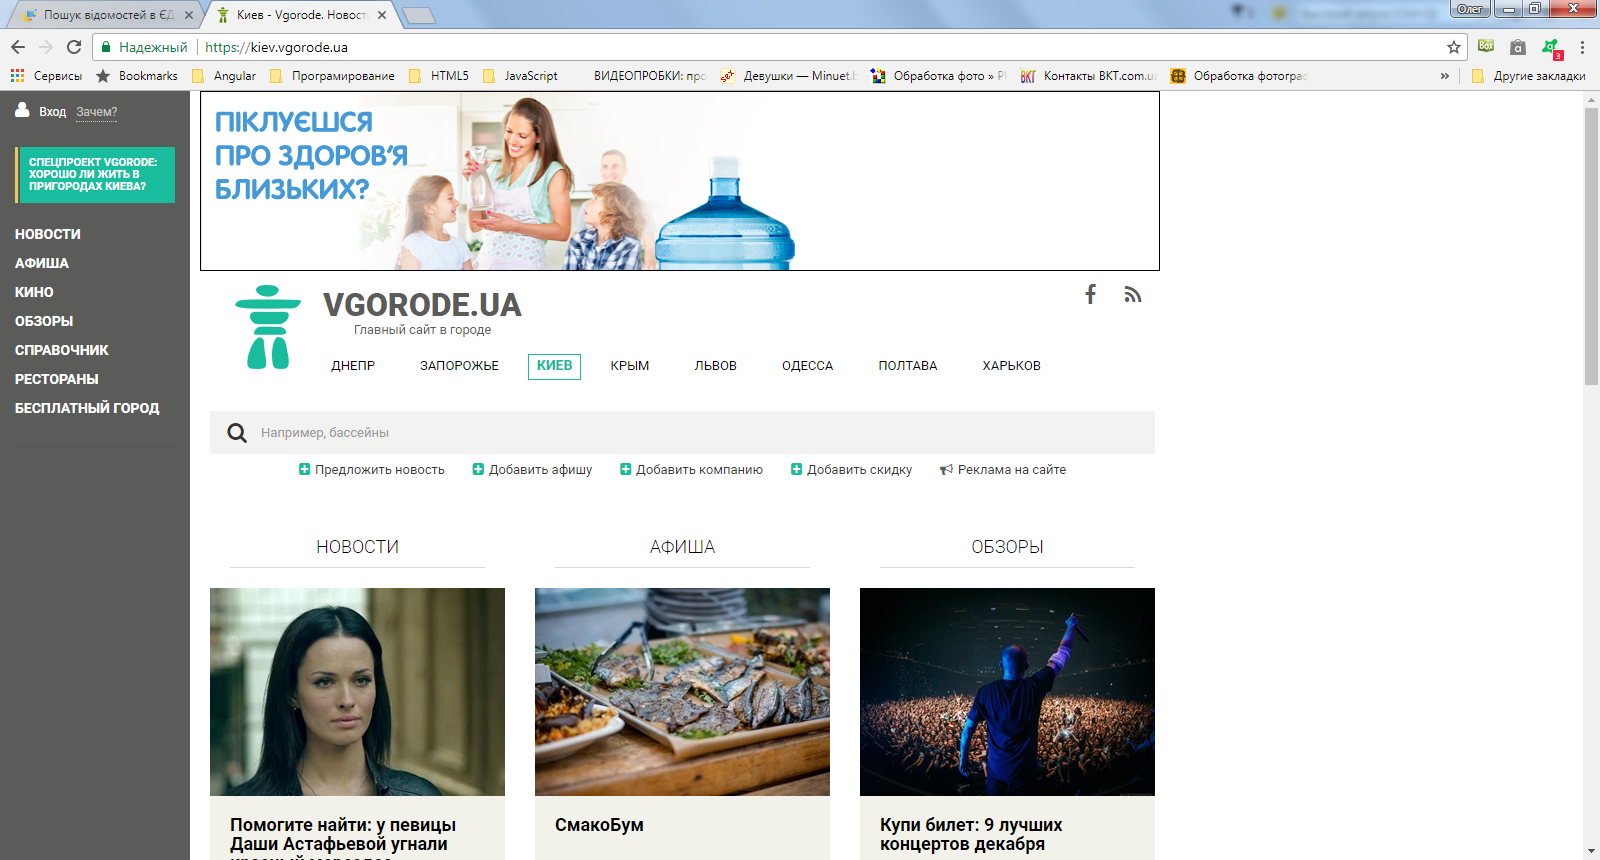 Пошук відомостей в ЄД
Киев - Vgorode. Новост
Олег
Надежный
https://kiev.vgorode.ua
Сервисы
Bookmarks
Angular
Програмирование
HTML5
JavaScript
ВИДЕОПРОБКИ: про
Девушки — Minuet.b
Обработка фото » P
Контакты BKT.com.ua
Обработка фотограф
»
Другие закладки
Вход Зачем?
СПЕЦПРОЕКТ VGORODE:
ХОРОШО ЛИ ЖИТЬ В
ПРИГОРОДАХ КИЕВА?
НОВОСТИ
АФИША
КИНО
ОБЗОРЫ
СПРАВОЧНИК
РЕСТОРАНЫ
БЕСПЛАТНЫЙ ГОРОД
ПІКЛУЄШСЯ
ПРО ЗДОРОВ'Я
БЛИЗЬКИХ?
VGORODE.UA
Главный сайт в городе
ДНЕПР ЗАПОРОЖЬЕ КИЕВ КРЫМ ЛЬВОВ ОДЕССА ПОЛТАВА ХАРЬКОВ
Например, бассейны
Предложить новость Добавить афишу Добавить компанию Добавить скидку Реклама на сайте
НОВОСТИ
Помогите найти: у певицы
Даши Астафьевой угнали
красный мерседес
АФИША
СмакоБум
ОБЗОРЫ
Купи билет: 9 лучших
концертов декабря